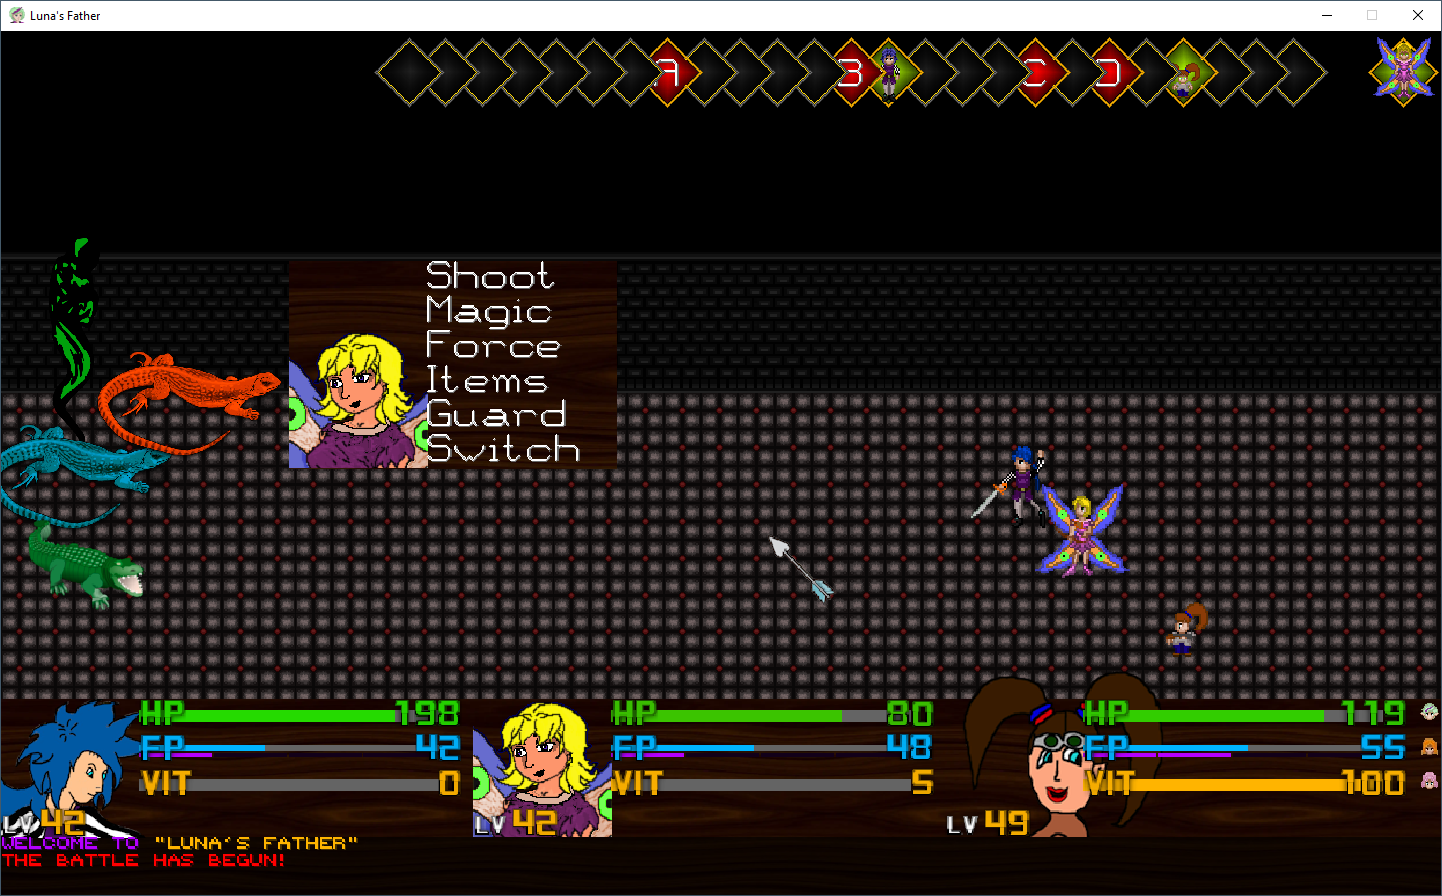 Luna's Father
A B C D
Shoot
Magic
Force
Items
Guard
Switch
HP 198
FP 42
VIT 0
LV 42
HP 80
FP 48
VIT 5
LV 42
HP 119
FP 55
VIT 100
LV 49
WELCOME TO "LUNA'S FATHER"
THE BATTLE HAS BEGUN!